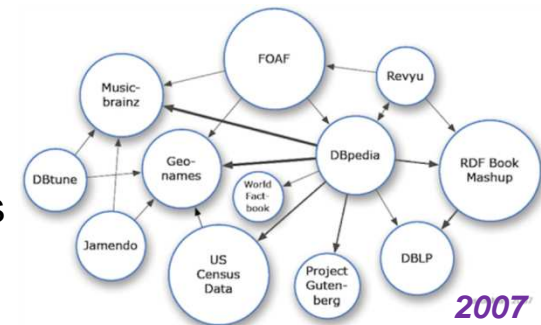 FOAF
Music-
brainz
Revyu
DBpedia
Geo-
names
RDF Book
Mashup
DBtune
World
Fact-
book
s
Jamendo
US
Census
Data
Project
Guten-
berg
DBLP
2007